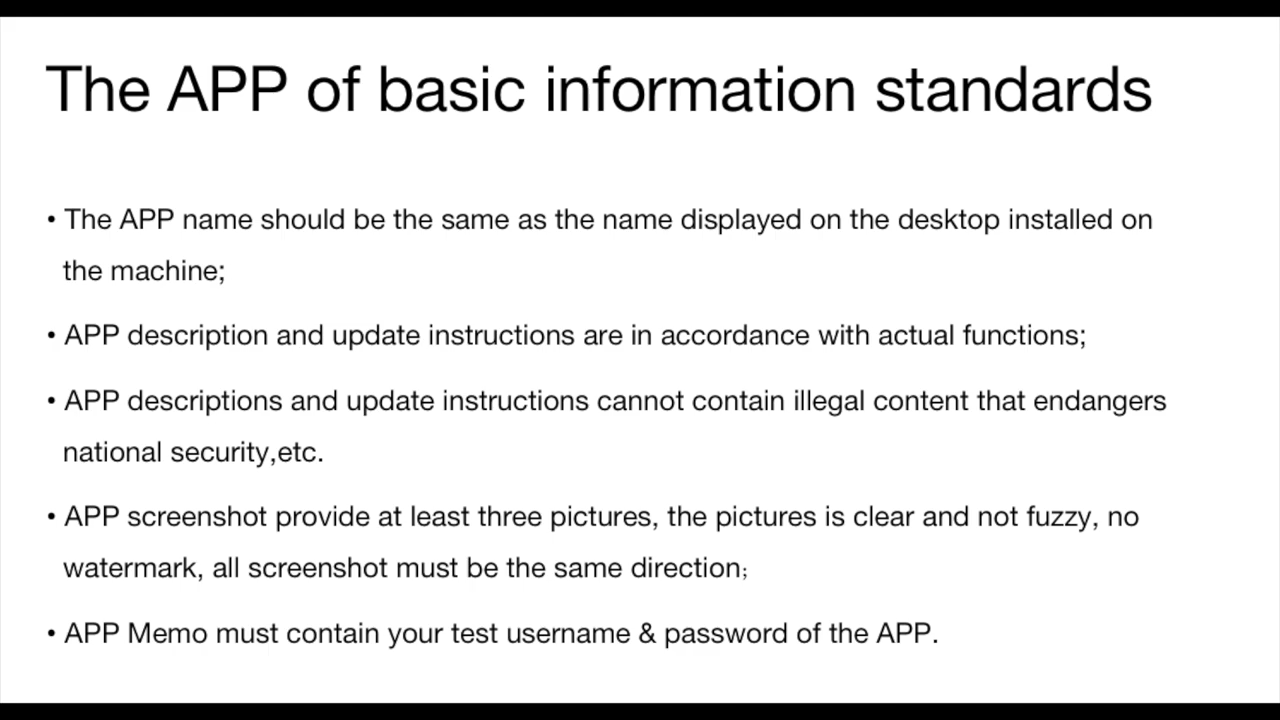 The APP of basic information standards
• The APP name should be the same as the name displayed on the desktop installed on
the machine;
• APP description and update instructions are in accordance with actual functions;
• APP descriptions and update instructions cannot contain illegal content that endangers
national security,etc.
• APP screenshot provide at least three pictures, the pictures is clear and not fuzzy, no
watermark, all screenshot must be the same direction;
• APP Memo must contain your test username & password of the APP.